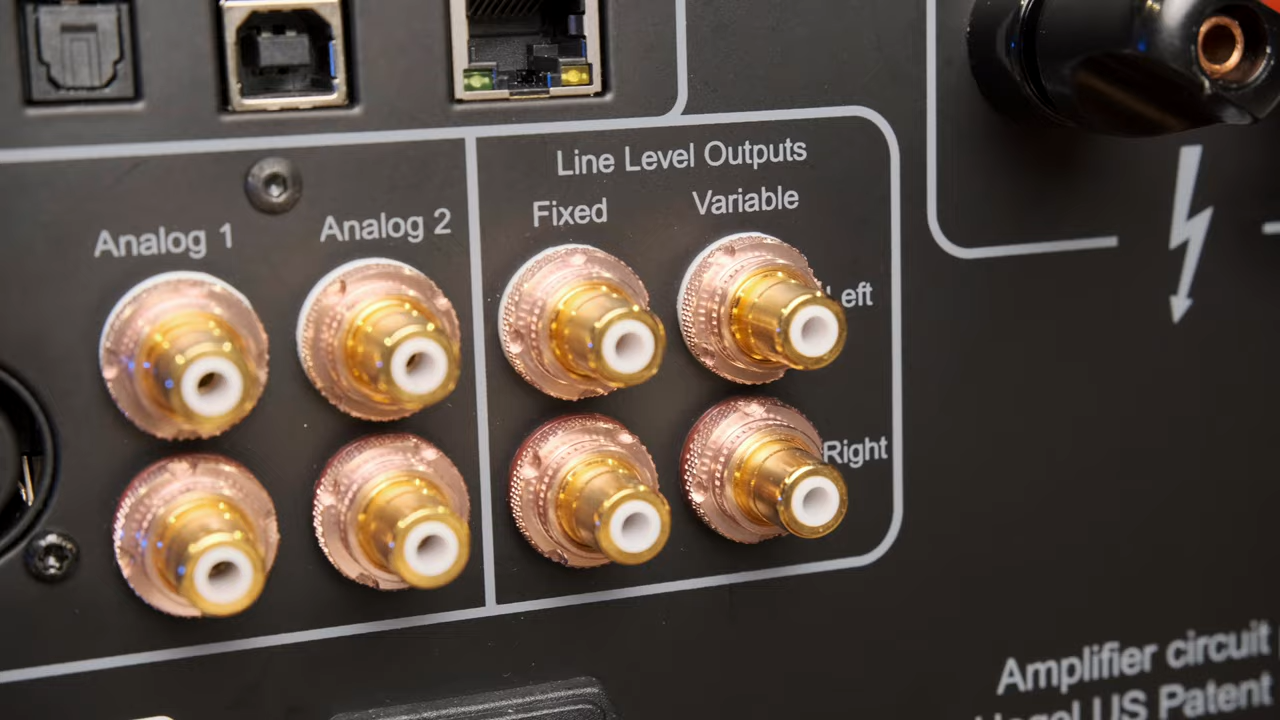 Line Level Outputs
Fixed Variable
Analog 1 Analog 2
Left
Right
Amplifier circuit
US Patent